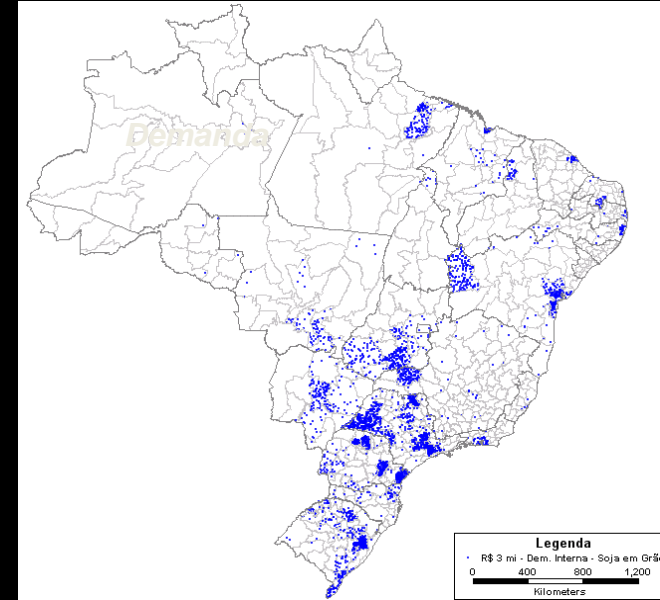 Demanda
Legenda
R$ 3 mi - Dem. Interna - Soja em Grã
0 400 800 1,200
Kilometers